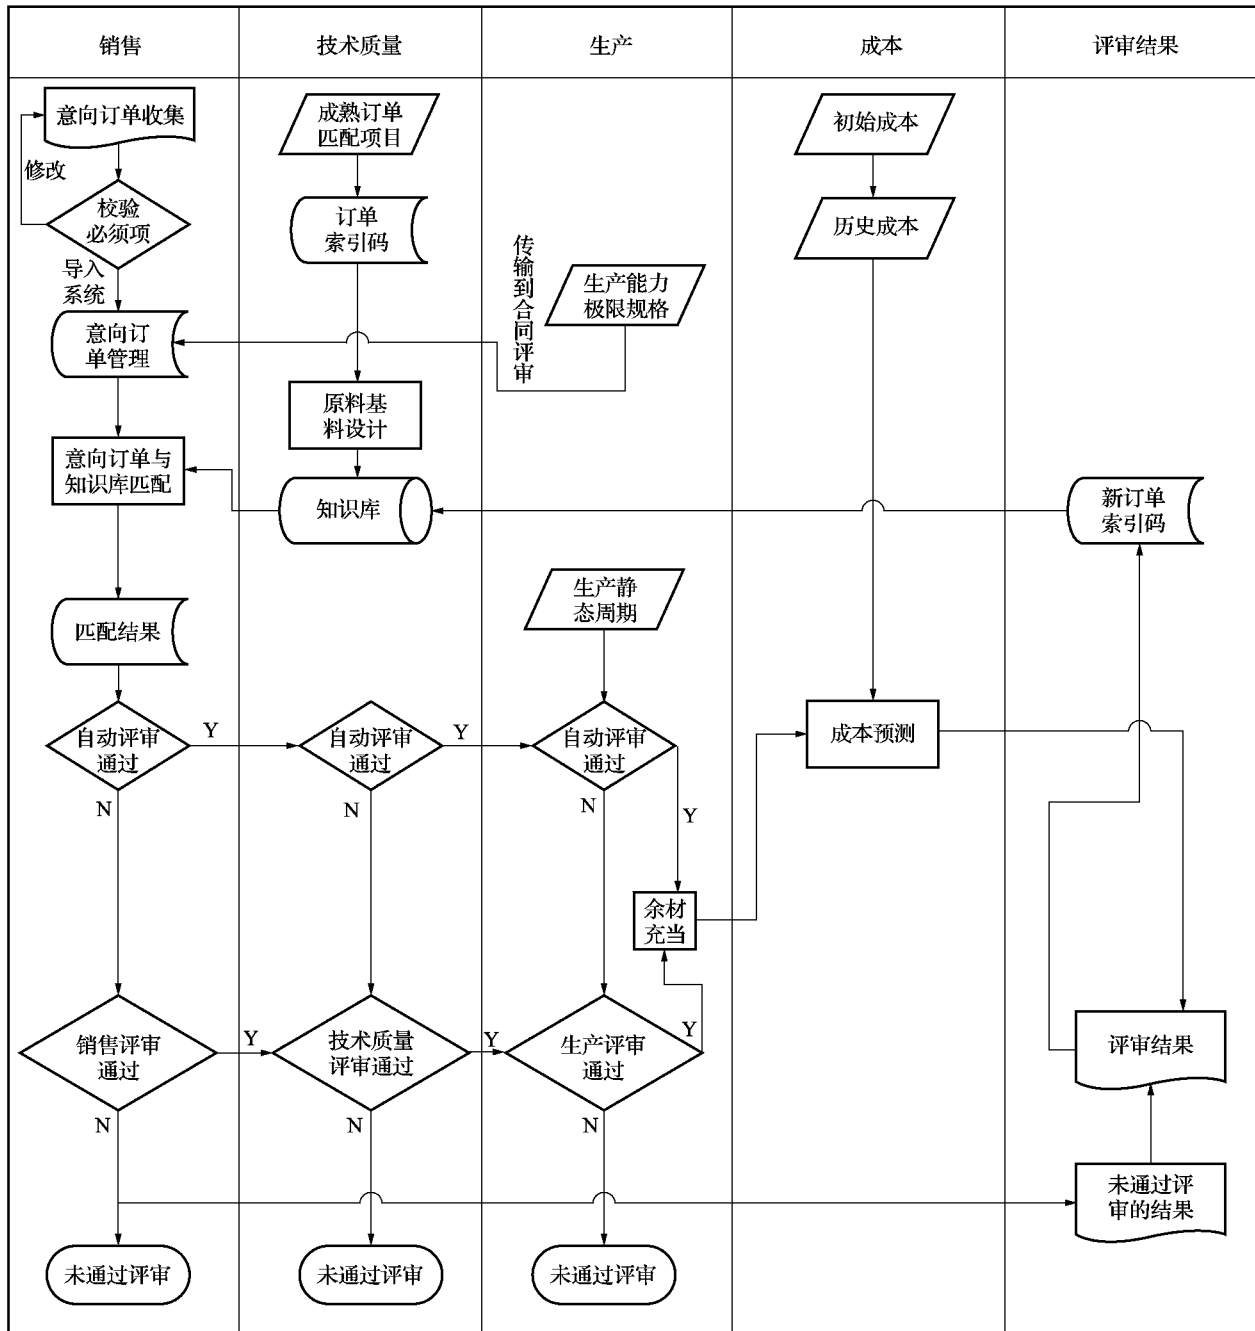 销售
技术质量
生产
成本
评审结果
意向订单收集
修改
校验
必须项
导入
系统
意向订
单管理
意向订单与
知识库匹配
匹配结果
自动评审
通过
Y
N
销售评审
通过
Y
N
未通过评审
成熟订单
匹配项目
订单
索引码
原料基
料设计
知识库
自动评审
通过
Y
N
技术质量
评审通过
Y
N
未通过评审
传输到合同评审
生产能力
极限规格
生产静
态周期
自动评审
通过
Y
N
余材
充当
生产评审
通过
Y
N
未通过评审
初始成本
历史成本
成本预测
新订单
索引码
评审结果
未通过评
审的结果